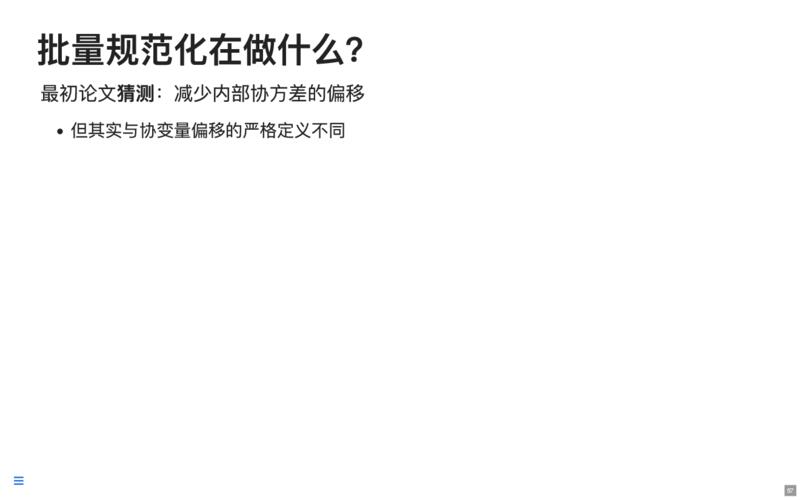 批量规范化在做什么?
最初论文猜测：减少内部协方差的偏移
• 但其实与协变量偏移的严格定义不同
57